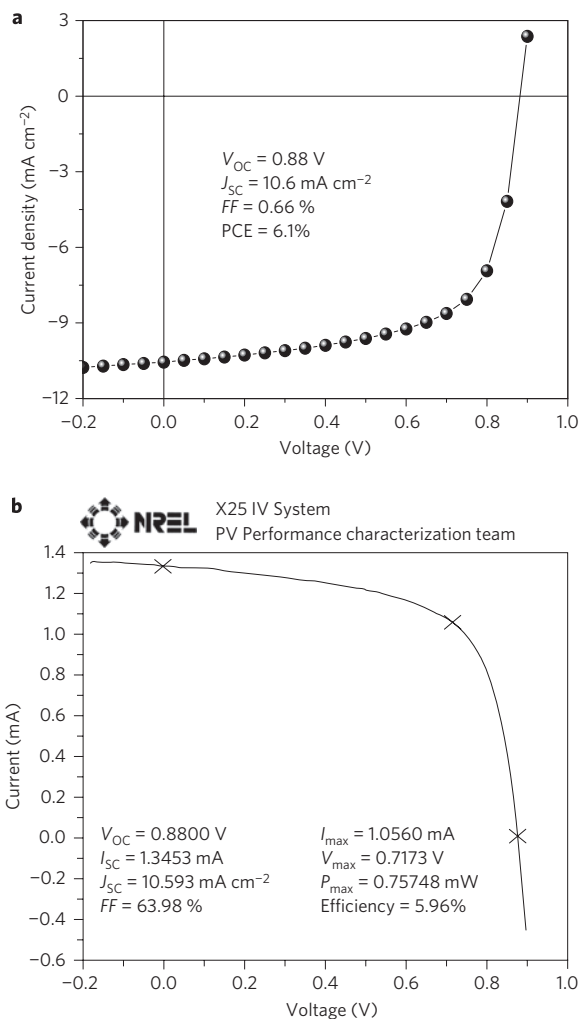 a
3
0
−3
−6
−9
−12
Current density (mA cm⁻²)
V_OC = 0.88 V
J_SC = 10.6 mA cm⁻²
FF = 0.66 %
PCE = 6.1%
−0.2 0.0 0.2 0.4 0.6 0.8 1.0
Voltage (V)
b
NREL
X25 IV System
PV Performance characterization team
1.4
1.2
1.0
0.8
0.6
0.4
0.2
0.0
−0.2
−0.4
−0.6
Current (mA)
V_OC = 0.8800 V
I_SC = 1.3453 mA
J_SC = 10.593 mA cm⁻²
FF = 63.98 %
I_max = 1.0560 mA
V_max = 0.7173 V
P_max = 0.75748 mW
Efficiency = 5.96%
−0.2 0.0 0.2 0.4 0.6 0.8 1.0
Voltage (V)